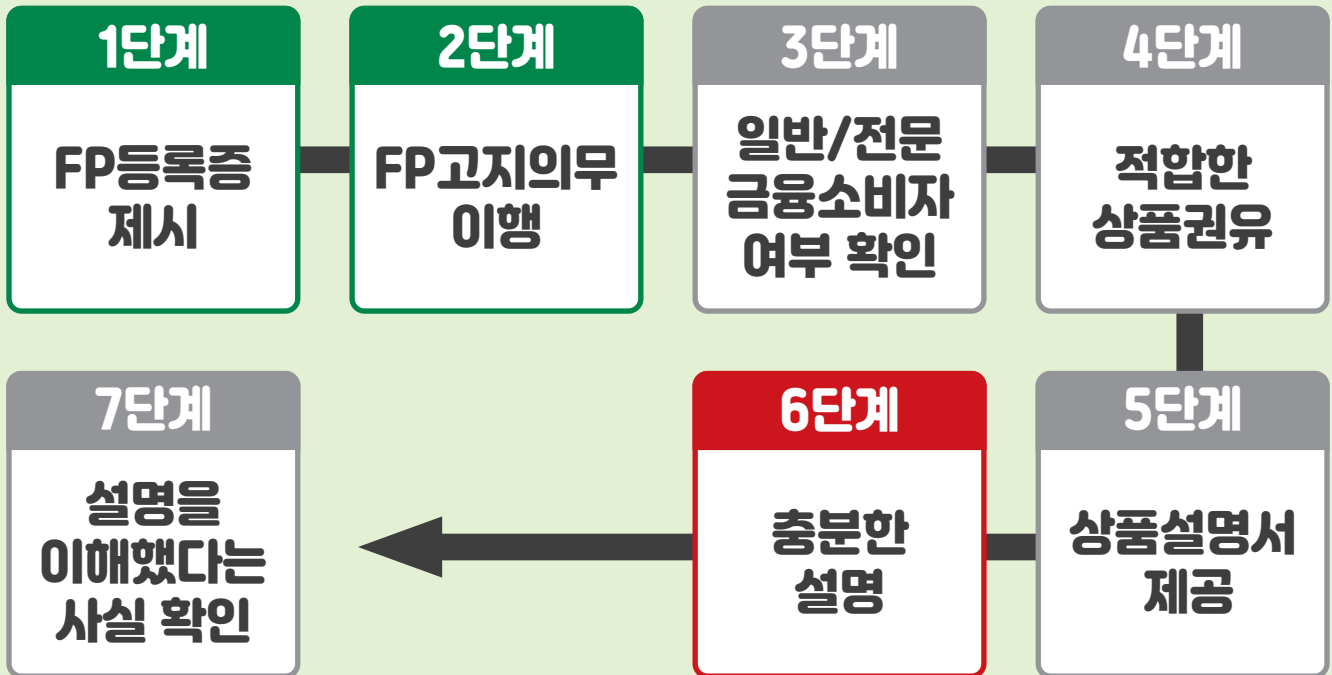 1단계
FP등록증
제시
2단계
FP고지의무
이행
3단계
일반/전문
금융소비자
여부 확인
4단계
적합한
상품권유
5단계
상품설명서
제공
6단계
충분한
설명
7단계
설명을
이해했다는
사실 확인